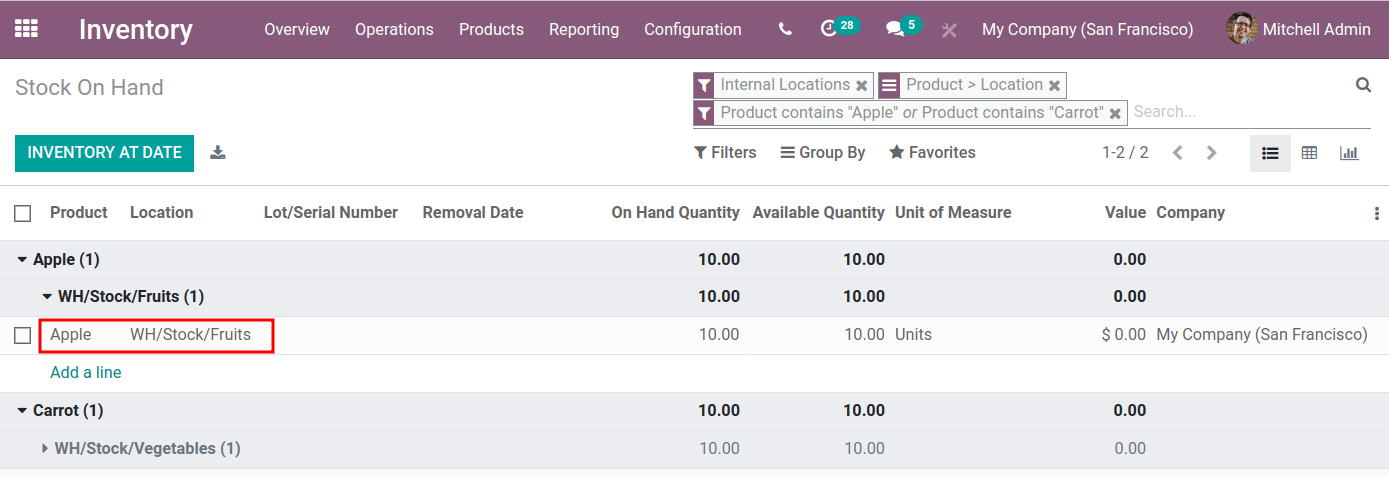 Inventory Overview Operations Products Reporting Configuration 28 5 My Company (San Francisco) Mitchell Admin
Stock On Hand
Internal Locations Product > Location
Product contains "Apple" or Product contains "Carrot" Search...
INVENTORY AT DATE Filters Group By Favorites 1-2 / 2
Product Location Lot/Serial Number Removal Date On Hand Quantity Available Quantity Unit of Measure Value Company
Apple (1) 10.00 10.00 0.00
WH/Stock/Fruits (1) 10.00 10.00 0.00
Apple WH/Stock/Fruits 10.00 10.00 Units $ 0.00 My Company (San Francisco)
Add a line
Carrot (1) 10.00 10.00 0.00
WH/Stock/Vegetables (1) 10.00 10.00 0.00